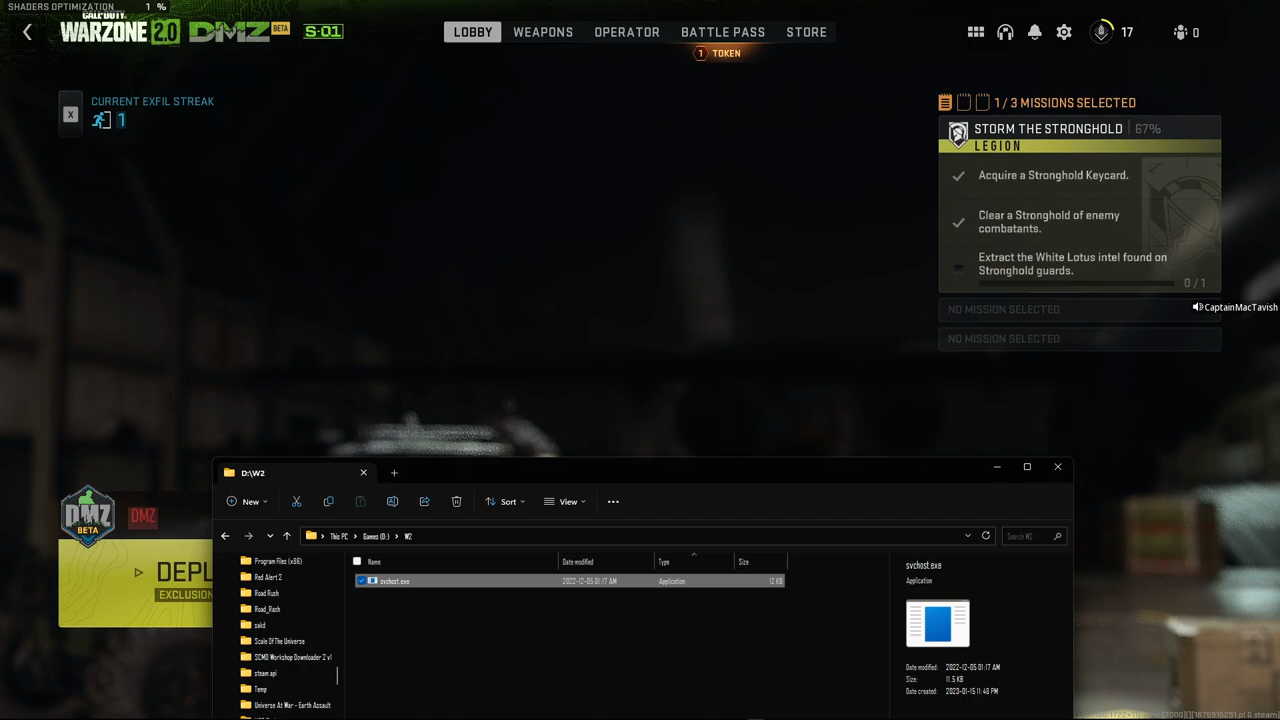 SHADERS OPTIMIZATION 1 %
CALL OF DUTY
WARZONE 2.0 DMZ BETA S-01
LOBBY WEAPONS OPERATOR BATTLE PASS STORE
17 0
1 TOKEN
X CURRENT EXFIL STREAK
1
1 / 3 MISSIONS SELECTED
STORM THE STRONGHOLD 67%
LEGION
Acquire a Stronghold Keycard.
Clear a Stronghold of enemy
combatants.
Extract the White Lotus intel found on
Stronghold guards.
0 / 1
NO MISSION SELECTED
CaptainMacTavish
NO MISSION SELECTED
DMZ
BETA
DMZ
DEPL
EXCLUSION
D:\W2
New Sort View
This PC Games (D:) W2 Search W2
Program Files (x86)
Red Alert 2
Road Rush
Road_Rash
sakd
Scale Of The Universe
SCMD Workshop Downloader 2 v1
steam api
Temp
Universe At War - Earth Assault
Name Date modified Type Size
svchost.exe 2022-12-05 01:17 AM Application 12 KB
svchost.exe
Application
Date modified: 2022-12-05 01:17 AM
Size: 11.5 KB
Date created: 2023-01-15 11:48 PM